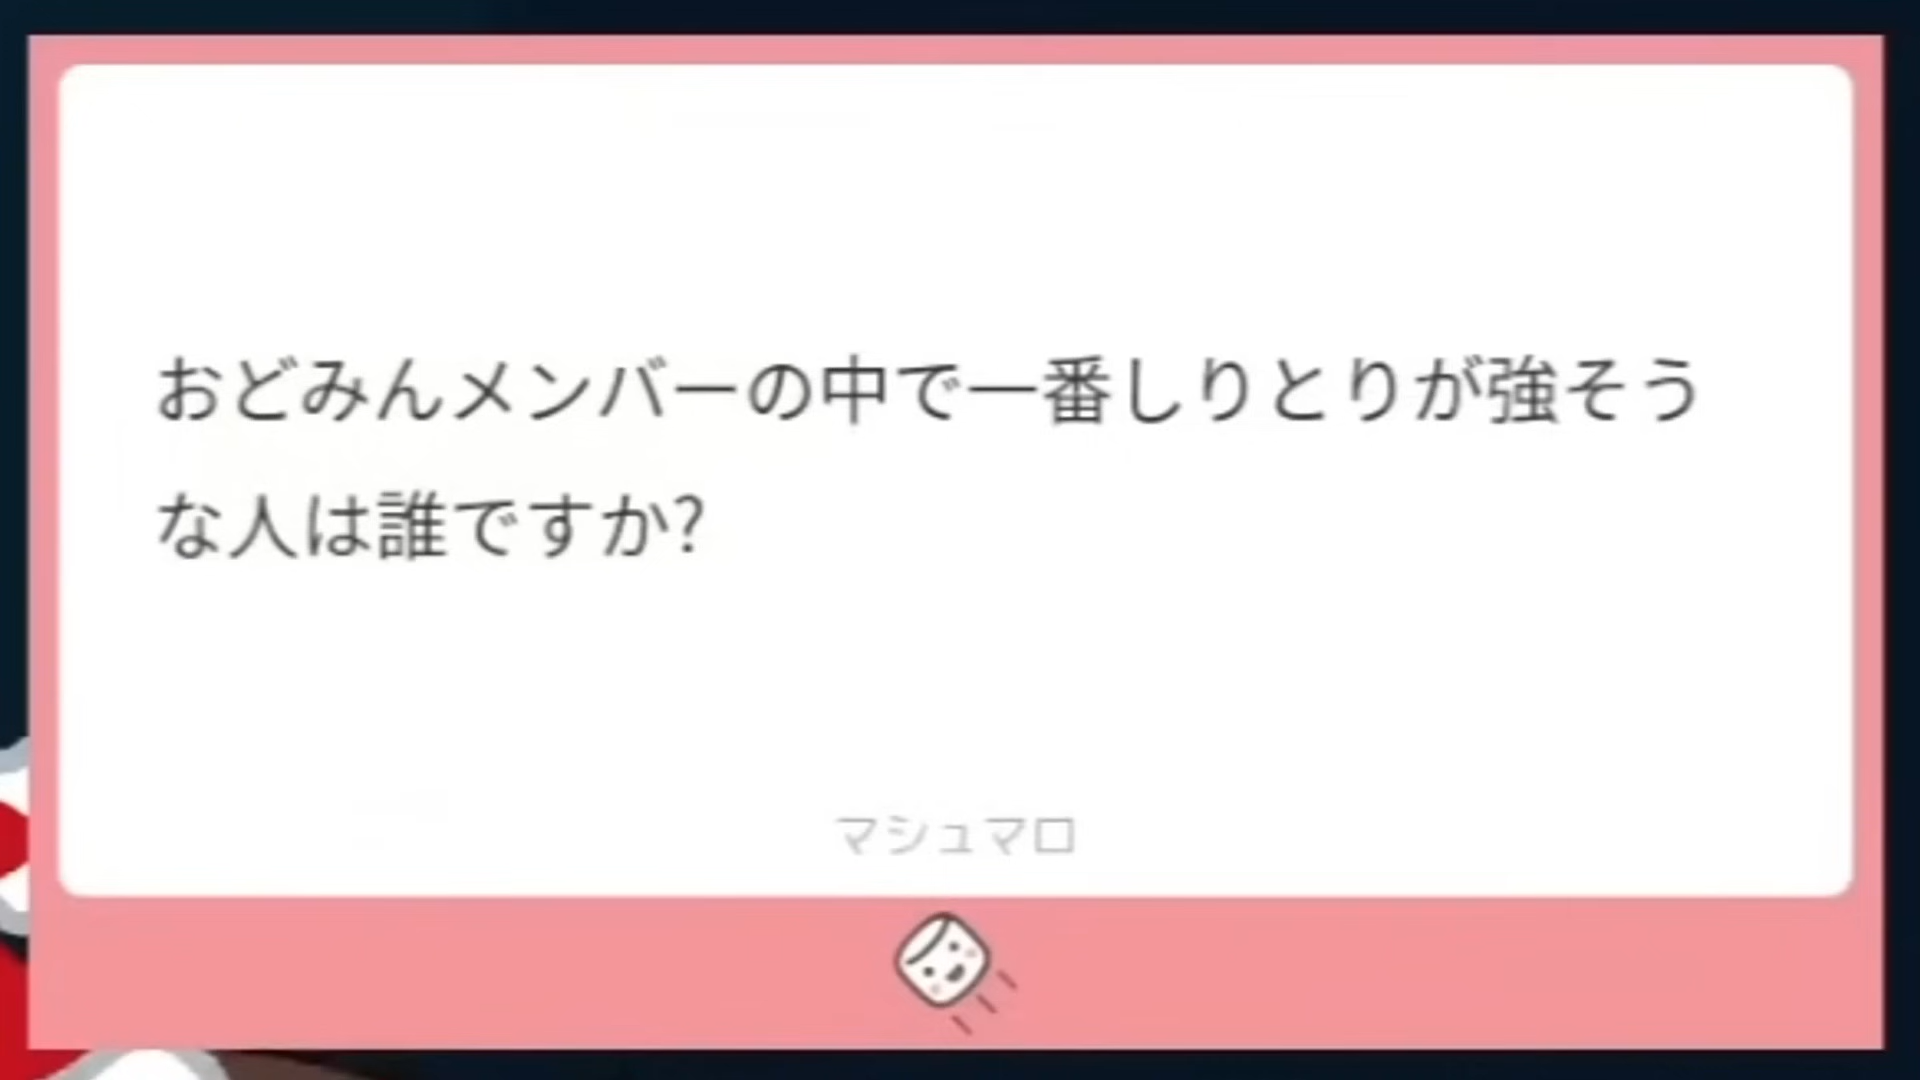 おどみんメンバーの中で一番しりとりが強そう
な人は誰ですか?
マシュマロ